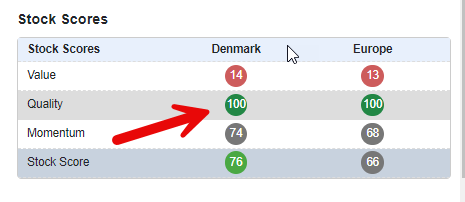 Stock Scores
Stock Scores Denmark Europe
Value 14 13
Quality 100 100
Momentum 74 68
Stock Score 76 66